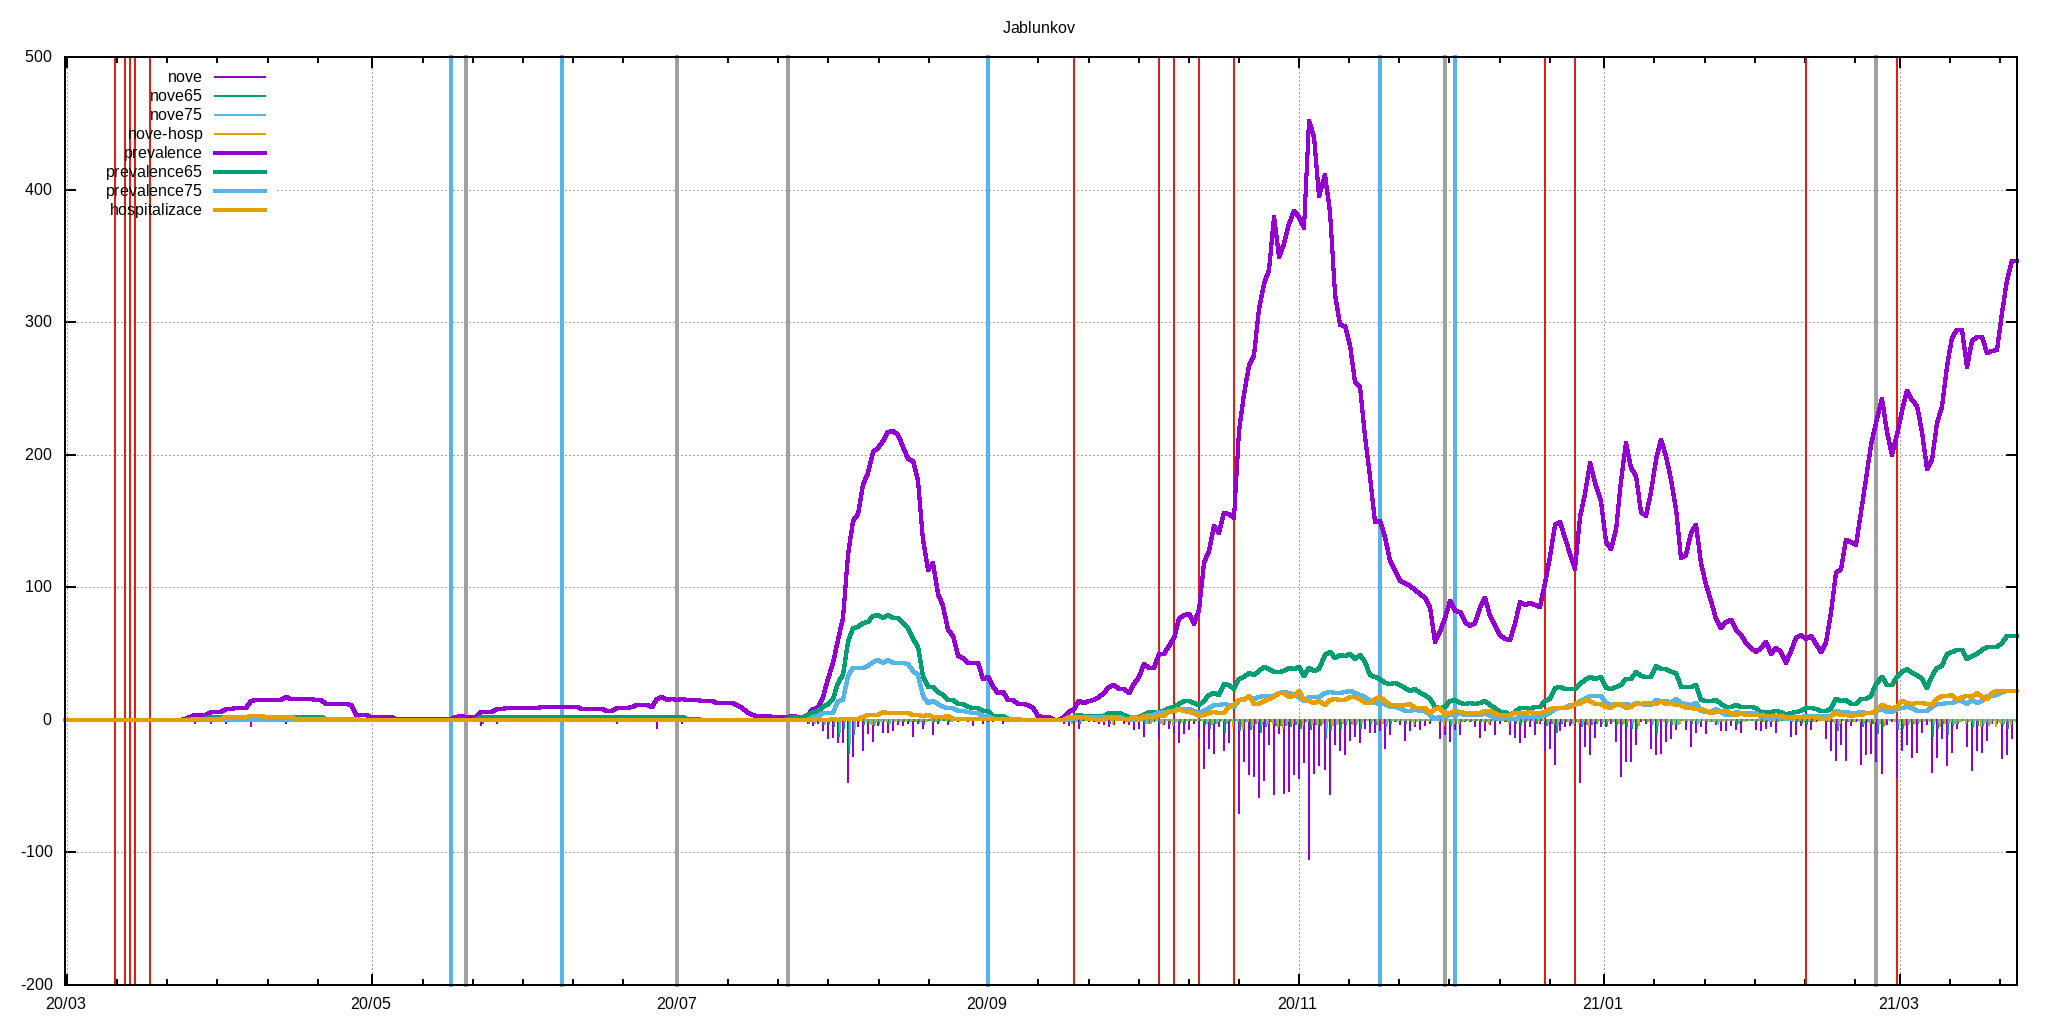 Jablunkov
500
nove
nove65
nove75
nove-hosp
prevalence
prevalence65
prevalence75
hospitalizace
400
300
200
100
0
-100
-200
20/03 20/05 20/07 20/09 20/11 21/01 21/03